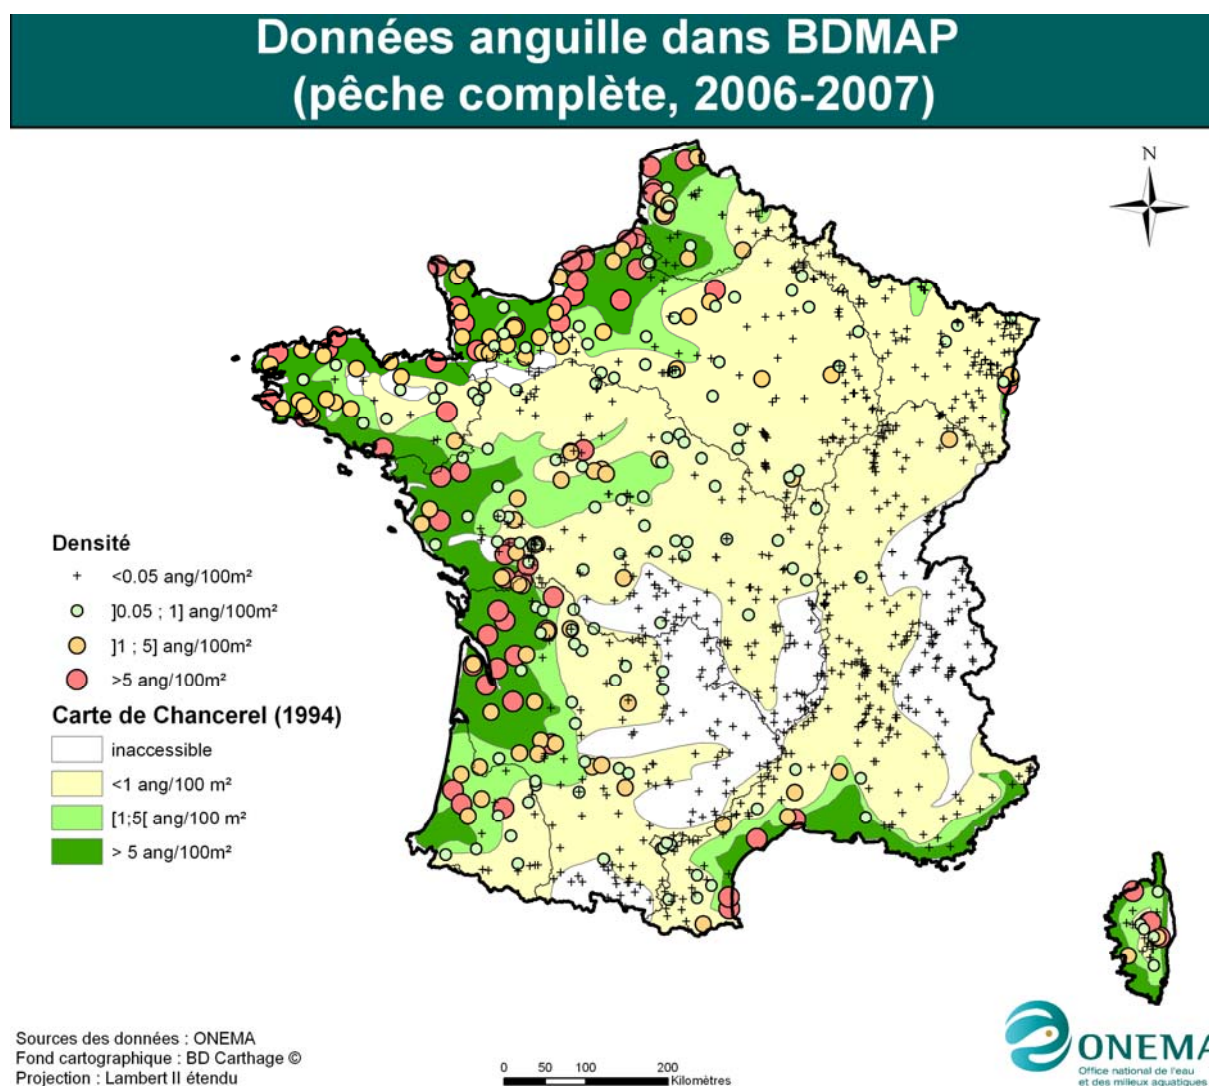 Données anguille dans BDMAP
(pêche complète, 2006-2007)
N
Densité
<0.05 ang/100m²
]0.05 ; 1] ang/100m²
]1 ; 5] ang/100m²
>5 ang/100m²
Carte de Chancerel (1994)
inaccessible
<1 ang/100 m²
[1;5[ ang/100 m²
> 5 ang/100m²
Sources des données : ONEMA
Fond cartographique : BD Carthage ©
Projection : Lambert II étendu
0 50 100 200
Kilomètres
ONEMA
Office national de l'eau
et des milieux aquatiques